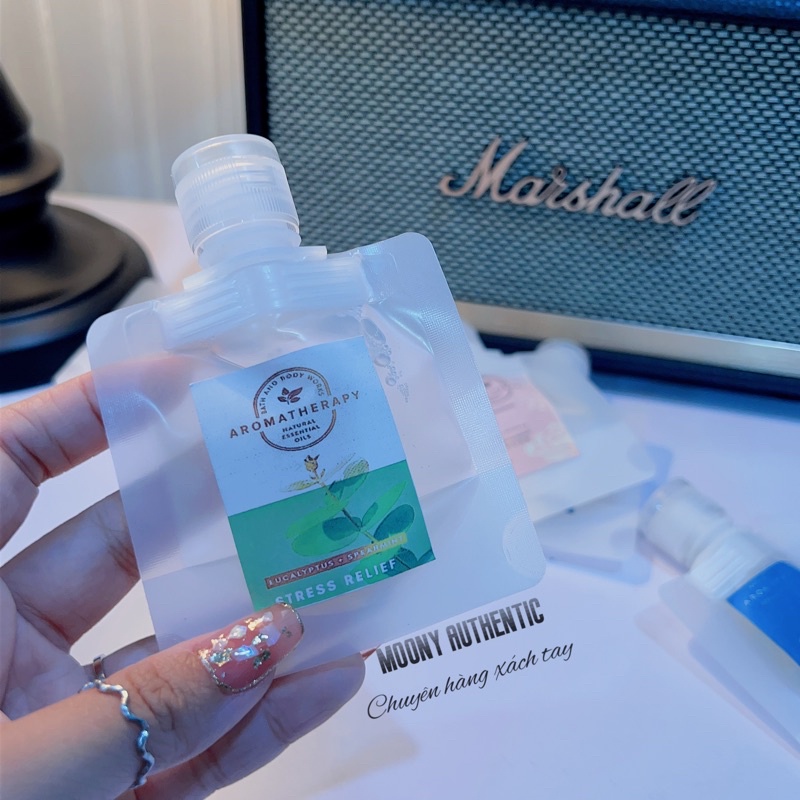 Marshall
BATH AND BODY WORKS
AROMATHERAPY
NATURAL
ESSENTIAL
OILS
EUCALYPTUS + SPEARMINT
STRESS RELIEF
MOONY AUTHENTIC
Chuyên hàng xách tay